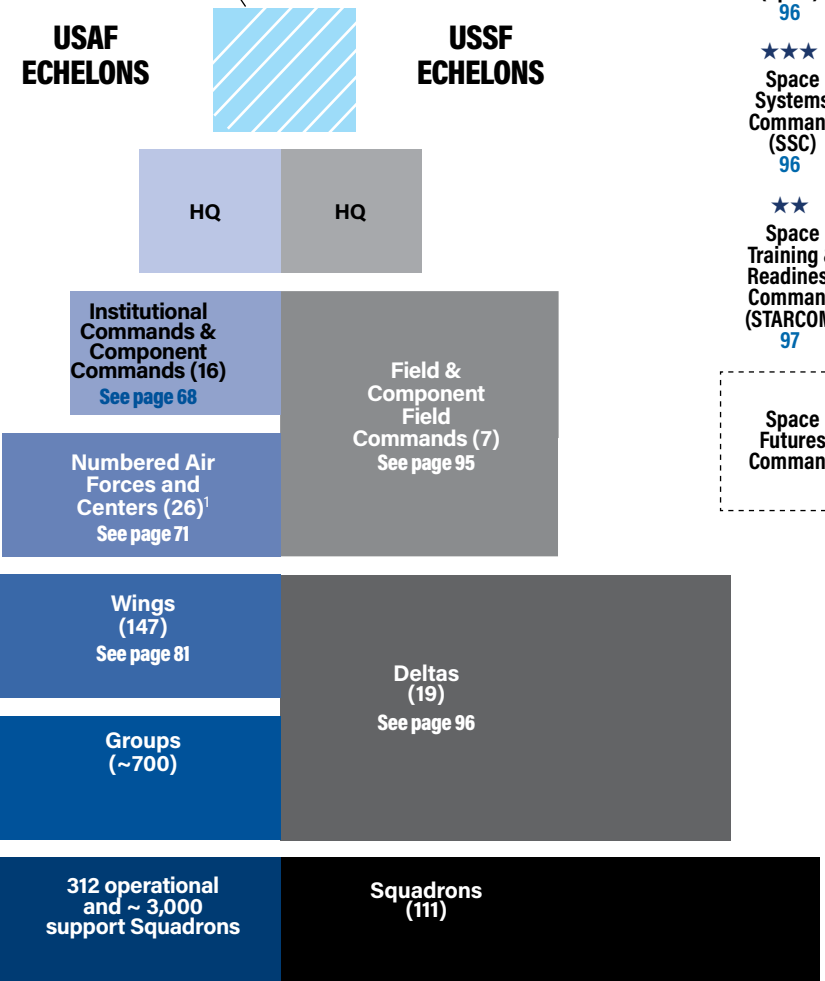 USAF
ECHELONS
USSF
ECHELONS
HQ
HQ
Institutional
Commands &
Component
Commands (16)
See page 68
Field &
Component
Field
Commands (7)
See page 95
Numbered Air
Forces and
Centers (26)¹
See page 71
Wings
(147)
See page 81
Deltas
(19)
See page 96
Groups
(~700)
312 operational
and ~ 3,000
support Squadrons
Squadrons
(111)
96
★★★
Space
Systems
Comman
(SSC)
96
★★
Space
Training
Readines
Comman
(STARCOM
97
Space
Futures
Comman